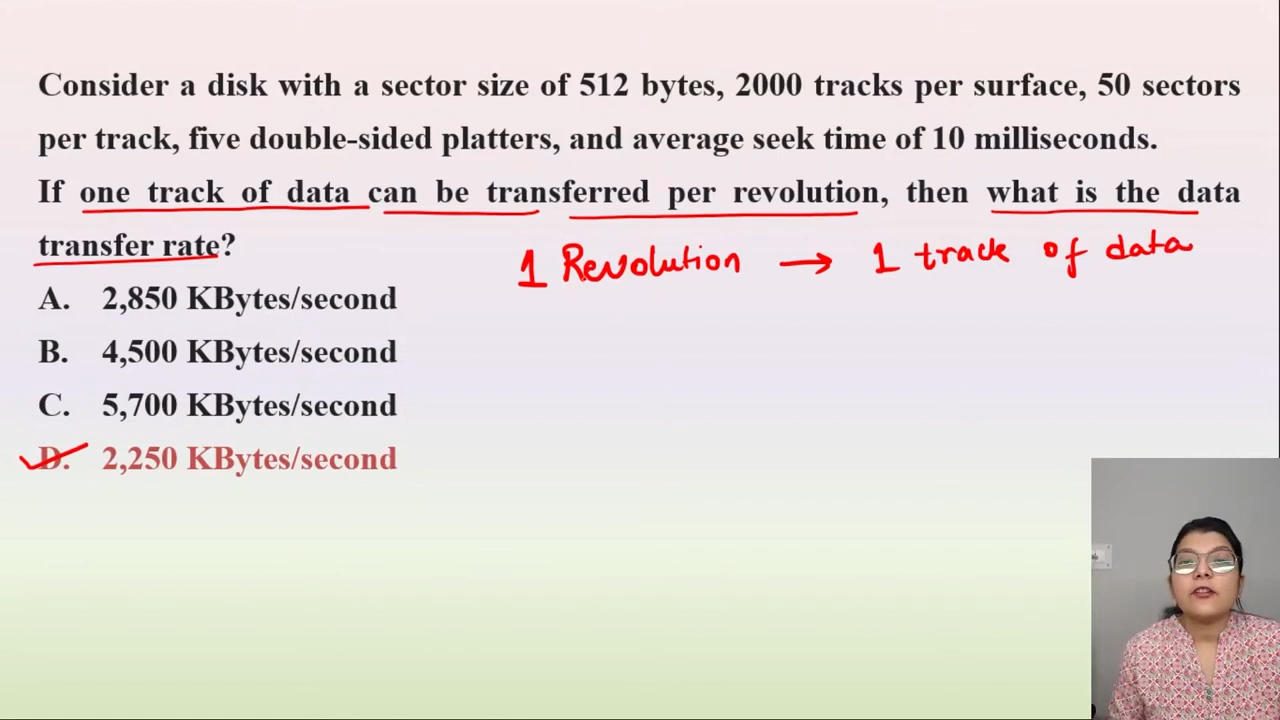 Consider a disk with a sector size of 512 bytes, 2000 tracks per surface, 50 sectors
per track, five double-sided platters, and average seek time of 10 milliseconds.
If one track of data can be transferred per revolution, then what is the data
transfer rate?
1 Revolution → 1 track of data
A. 2,850 KBytes/second
B. 4,500 KBytes/second
C. 5,700 KBytes/second
D. 2,250 KBytes/second